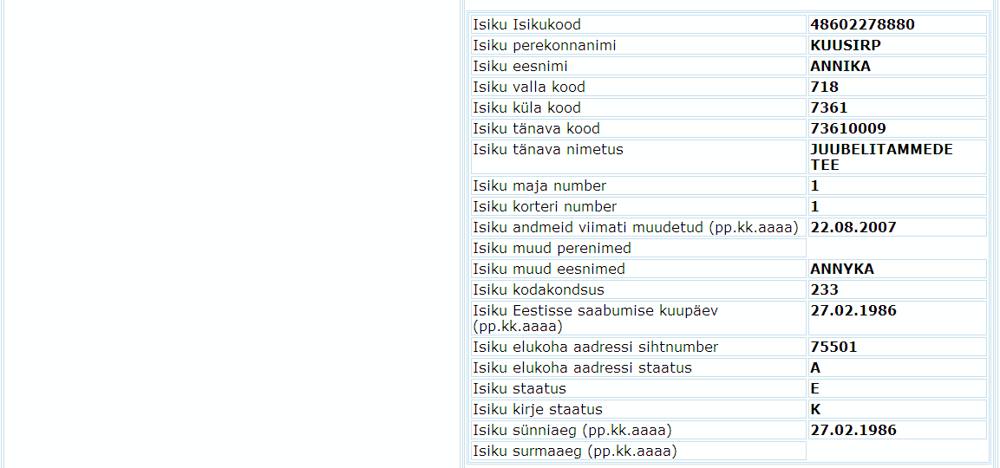 Isiku Isikukood 48602278880
Isiku perekonnanimi KUUSIRP
Isiku eesnimi ANNIKA
Isiku valla kood 718
Isiku küla kood 7361
Isiku tänava kood 73610009
Isiku tänava nimetus JUUBELITAMMEDE
TEE
Isiku maja number 1
Isiku korteri number 1
Isiku andmeid viimati muudetud (pp.kk.aaaa) 22.08.2007
Isiku muud perenimed
Isiku muud eesnimed ANNYKA
Isiku kodakondsus 233
Isiku Eestisse saabumise kuupäev 27.02.1986
(pp.kk.aaaa)
Isiku elukoha aadressi sihtnumber 75501
Isiku elukoha aadressi staatus A
Isiku staatus E
Isiku kirje staatus K
Isiku sünniaeg (pp.kk.aaaa) 27.02.1986
Isiku surmaaeg (pp.kk.aaaa)